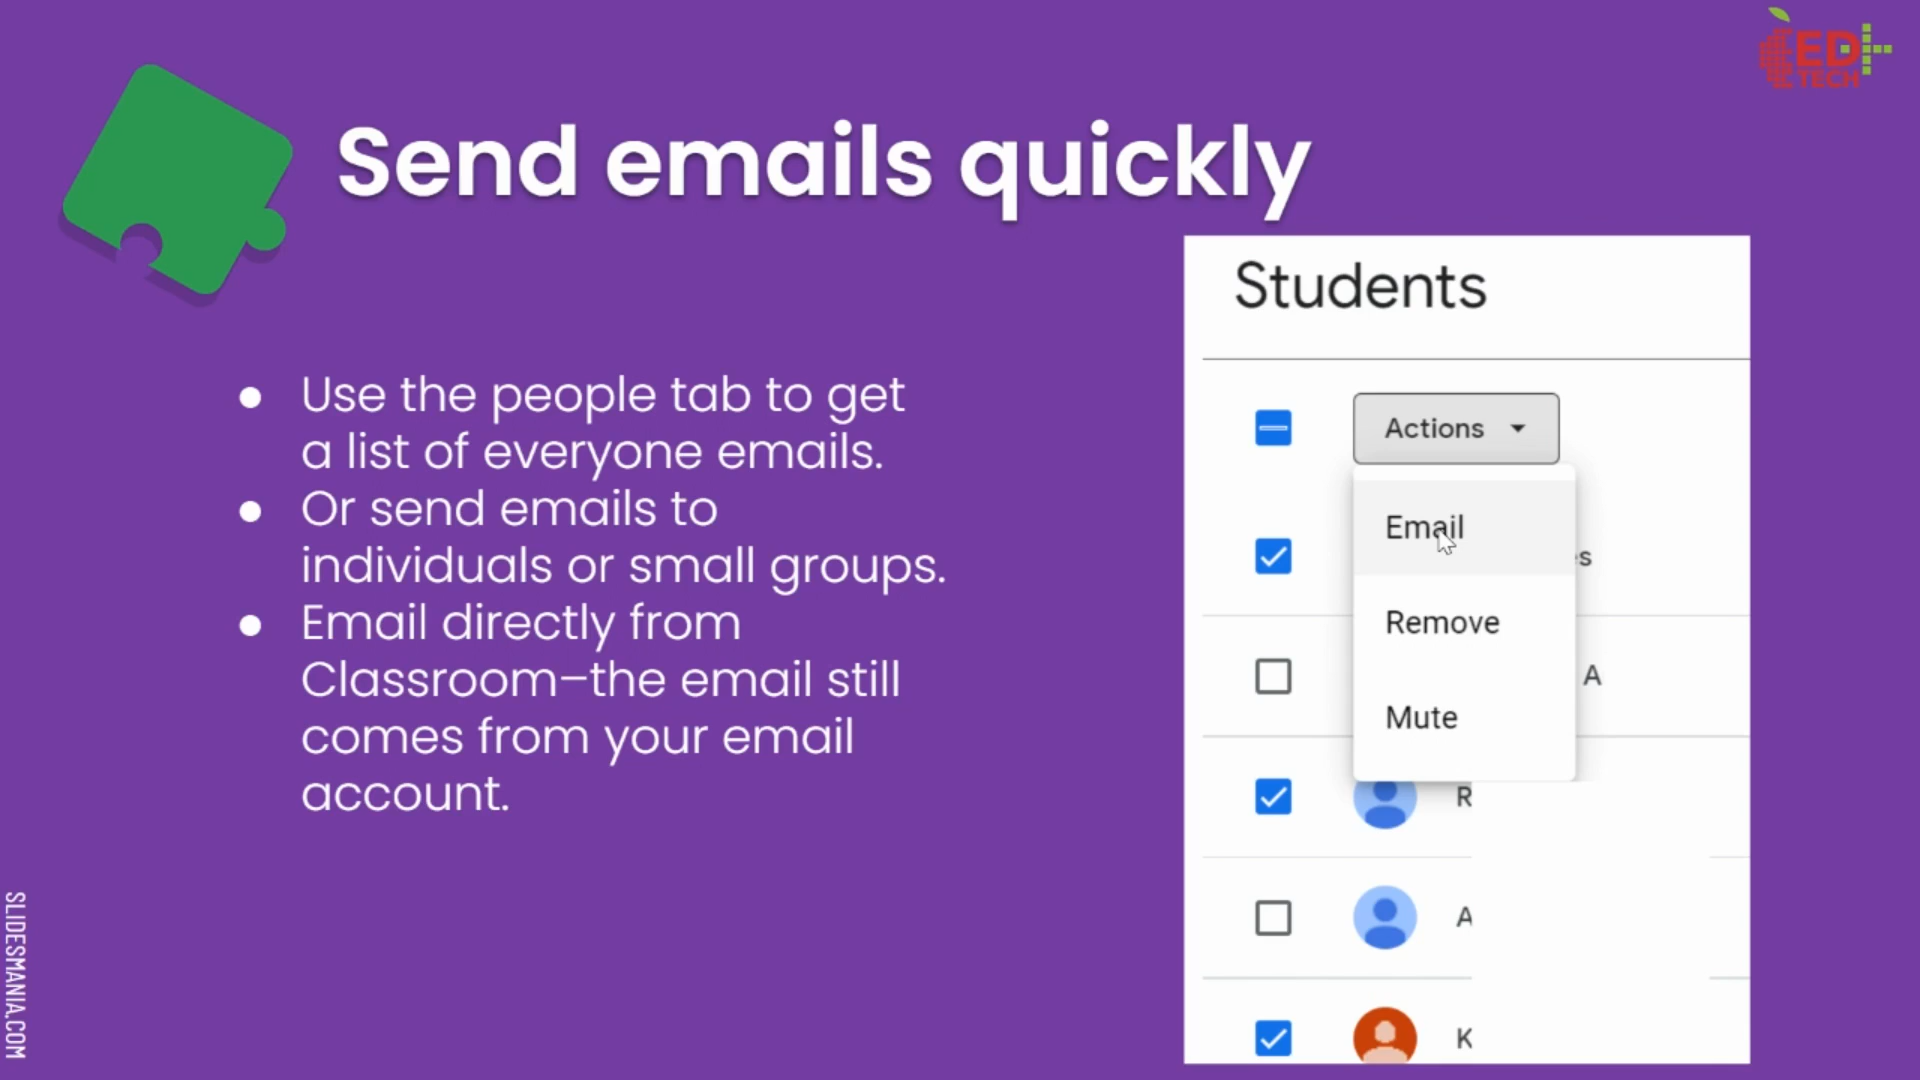 ED
TECH
Send emails quickly
● Use the people tab to get
a list of everyone emails.
● Or send emails to
individuals or small groups.
● Email directly from
Classroom–the email still
comes from your email
account.
Students
Actions
Email
es
Remove
A
Mute
R
A
K
SLIDESMANIA.COM